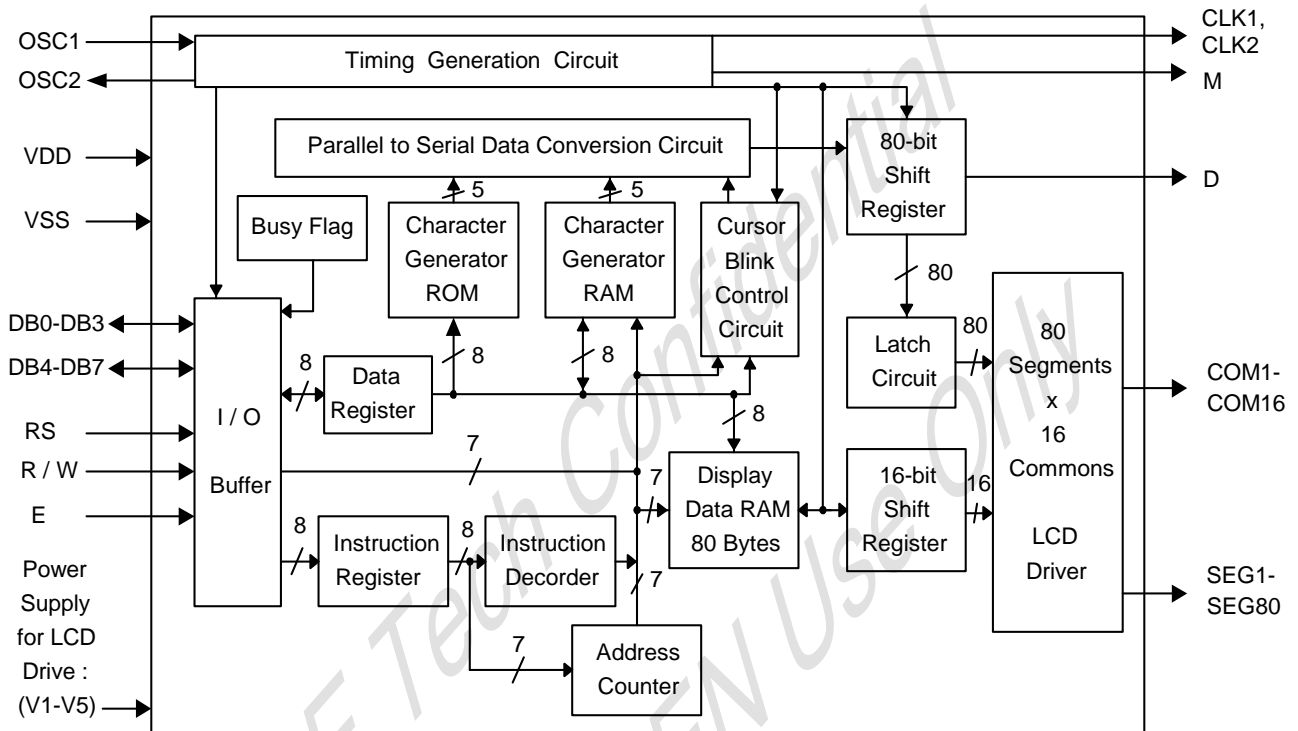 OSC1
OSC2
VDD
VSS
DB0-DB3
DB4-DB7
RS
R / W
E
Power
Supply
for LCD
Drive :
(V1-V5)
Timing Generation Circuit
Parallel to Serial Data Conversion Circuit
80-bit
Shift
Register
Busy Flag
5
Character
Generator
ROM
8
5
Character
Generator
RAM
8
Cursor
Blink
Control
Circuit
80
Latch
Circuit
80
I / O
Buffer
8
Data
Register
8
7
7
Display
Data RAM
80 Bytes
16-bit
Shift
Register
16
80
Segments
x
16
Commons
LCD
Driver
8
Instruction
Register
8
Instruction
Decorder
7
7
Address
Counter
CLK1,
CLK2
M
D
COM1-
COM16
SEG1-
SEG80
Tech Confidential
Use Only